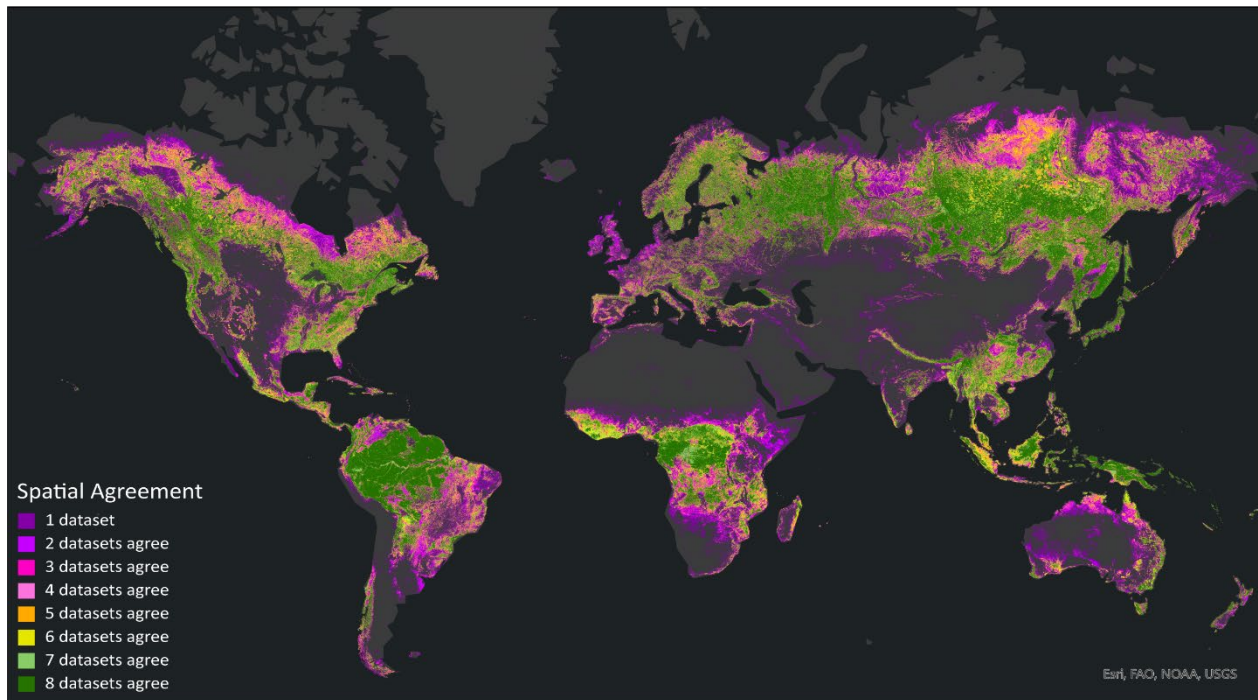 Spatial Agreement
1 dataset
2 datasets agree
3 datasets agree
4 datasets agree
5 datasets agree
6 datasets agree
7 datasets agree
8 datasets agree
Esri, FAO, NOAA, USGS